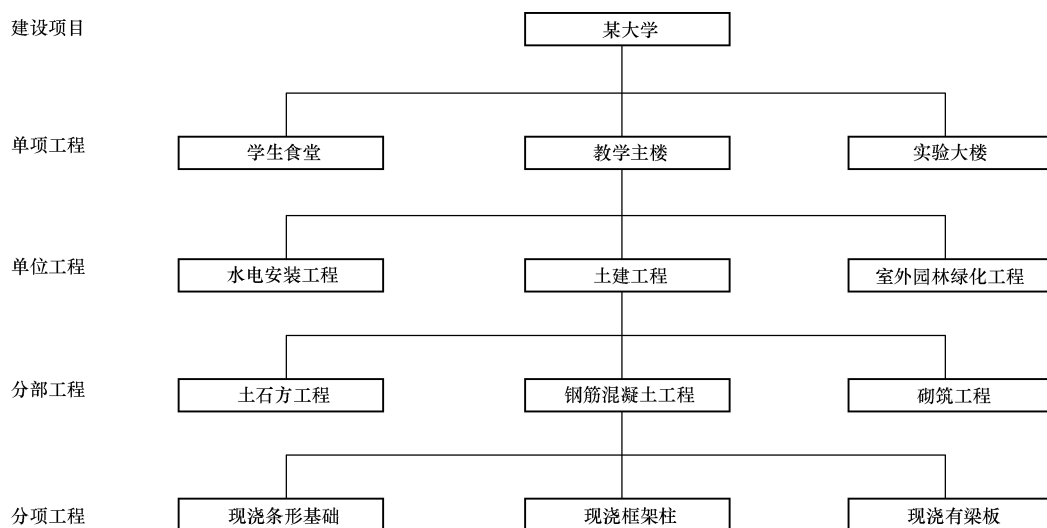 建设项目 某大学
单项工程 学生食堂 教学主楼 实验大楼
单位工程 水电安装工程 土建工程 室外园林绿化工程
分部工程 土石方工程 钢筋混凝土工程 砌筑工程
分项工程 现浇条形基础 现浇框架柱 现浇有梁板